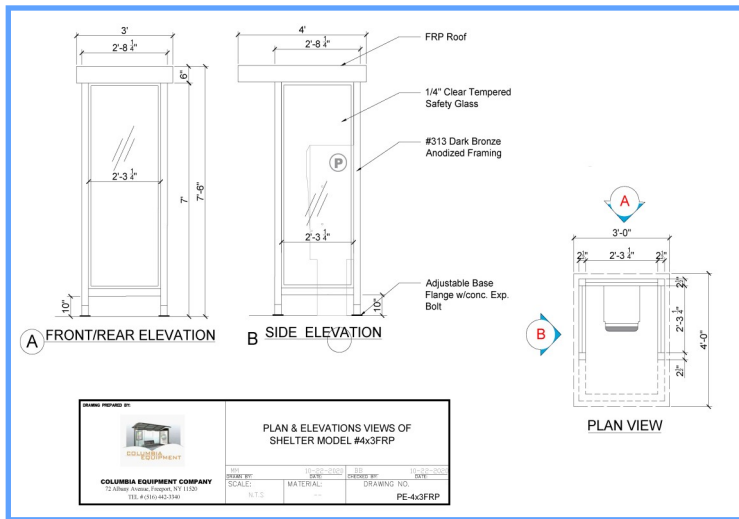 3'
2'-8 1/4"
6"
2'-3 1/4"
7'
7'-6"
10"
A FRONT/REAR ELEVATION
4'
2'-8 1/4"
P
2'-3 1/4"
10"
B SIDE ELEVATION
FRP Roof
1/4" Clear Tempered
Safety Glass
#313 Dark Bronze
Anodized Framing
Adjustable Base
Flange w/conc. Exp.
Bolt
A
3'-0"
2'-3 1/4"
B
2'-3 1/4"
4'-0"
PLAN VIEW
DRAWING PREPARED BY:
COLUMBIA
EQUIPMENT
COLUMBIA EQUIPMENT COMPANY
72 Albany Avenue, Freeport, NY 11520
TEL # (516) 442-3340
PLAN & ELEVATIONS VIEWS OF
SHELTER MODEL #4x3FRP
DRAWN BY: DATE: CHECKED BY: DATE:
SCALE: MATERIAL: DRAWING NO.
N.T.S -- PE-4x3FRP